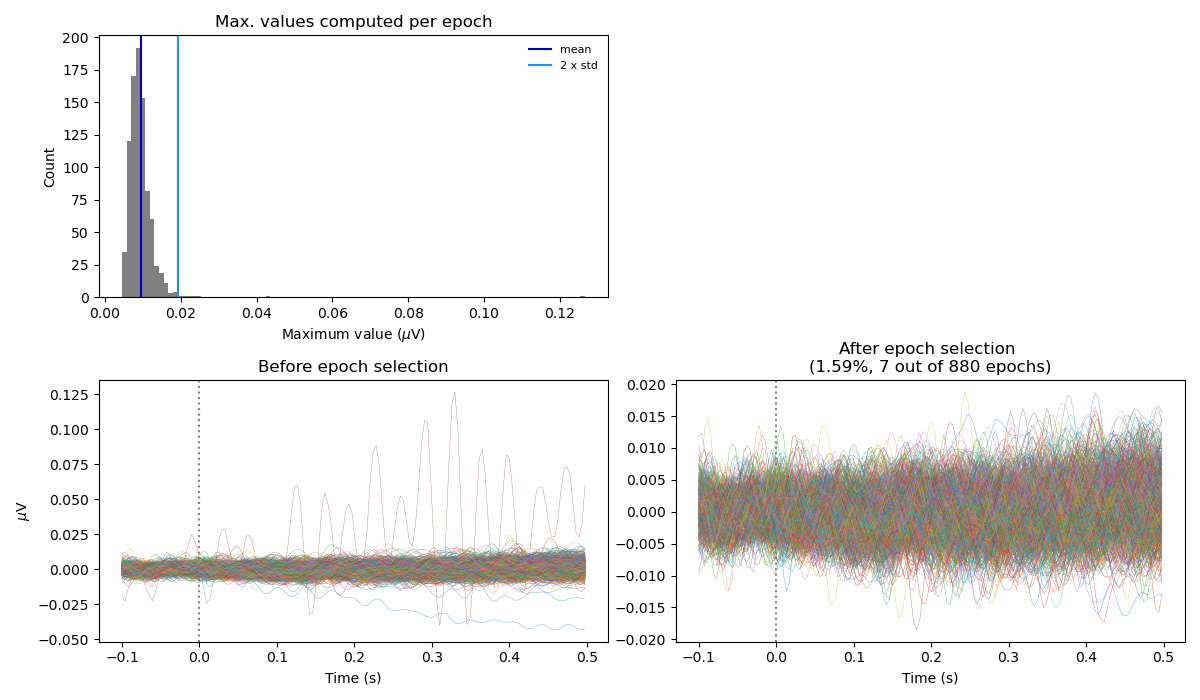 Max. values computed per epoch
200
175
150
125
100
75
50
25
0
Count
mean
2 x std
0.00 0.02 0.04 0.06 0.08 0.10 0.12
Maximum value (μV)
Before epoch selection
0.125
0.100
0.075
0.050
0.025
0.000
−0.025
−0.050
μV
−0.1 0.0 0.1 0.2 0.3 0.4 0.5
Time (s)
After epoch selection
(1.59%, 7 out of 880 epochs)
0.020
0.015
0.010
0.005
0.000
−0.005
−0.010
−0.015
−0.020
−0.1 0.0 0.1 0.2 0.3 0.4 0.5
Time (s)